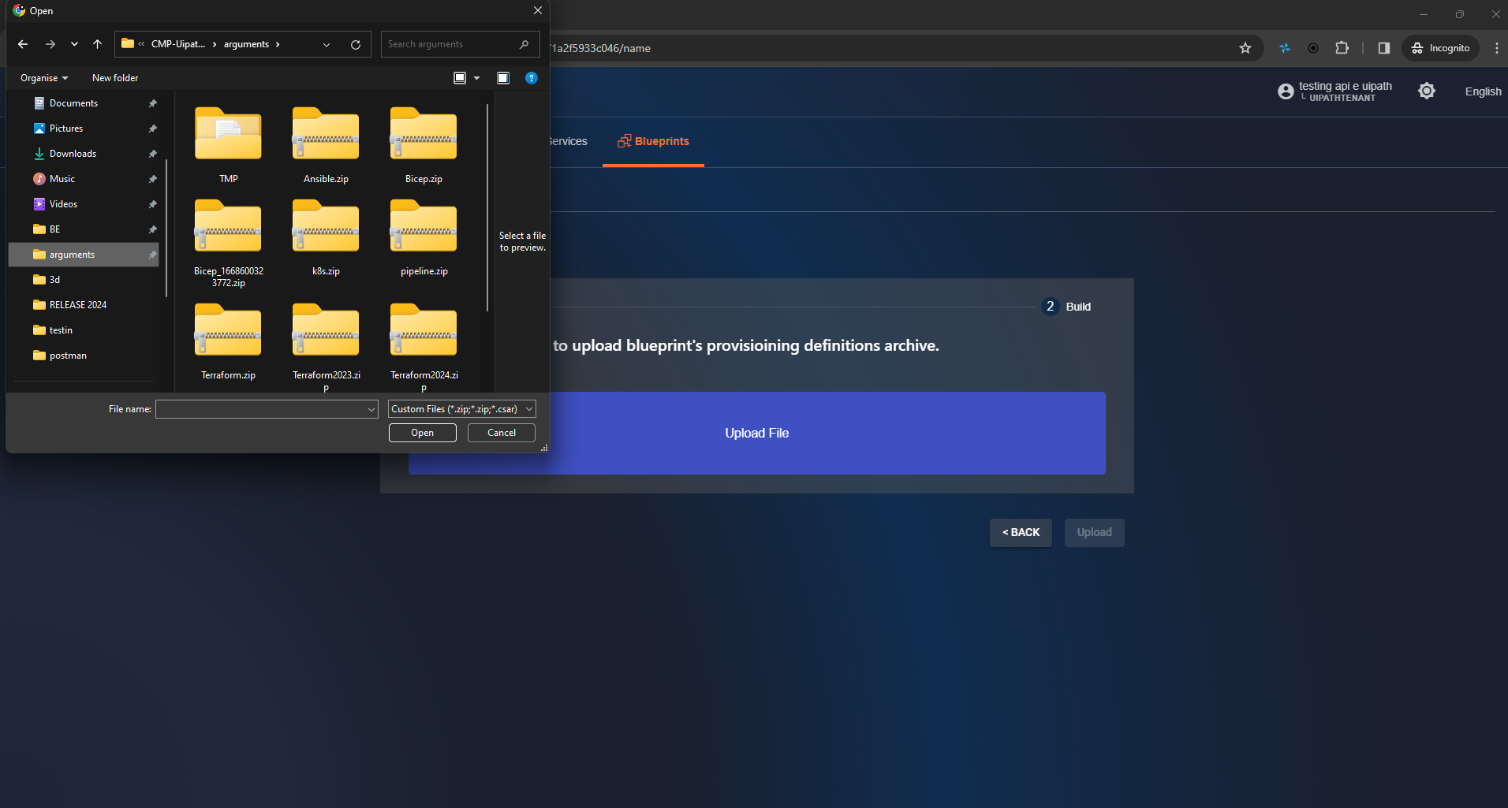 Open
CMP-Uipat... > arguments >
Search arguments
1a2f5933c046/name
Incognito
Organise
New folder
testing api e uipath
UIPATHTENANT
English
Documents
Pictures
Downloads
Music
Videos
BE
arguments
3d
RELEASE 2024
testin
postman
TMP
Ansible.zip
Bicep.zip
Bicep_166860032
3772.zip
k8s.zip
pipeline.zip
Terraform.zip
Terraform2023.zi
p
Terraform2024.zi
p
Select a file
to preview.
File name:
Custom Files (*.zip;*.zip;*.csar)
Open
Cancel
Services
Blueprints
2 Build
to upload blueprint's provisioining definitions archive.
Upload File
< BACK
Upload